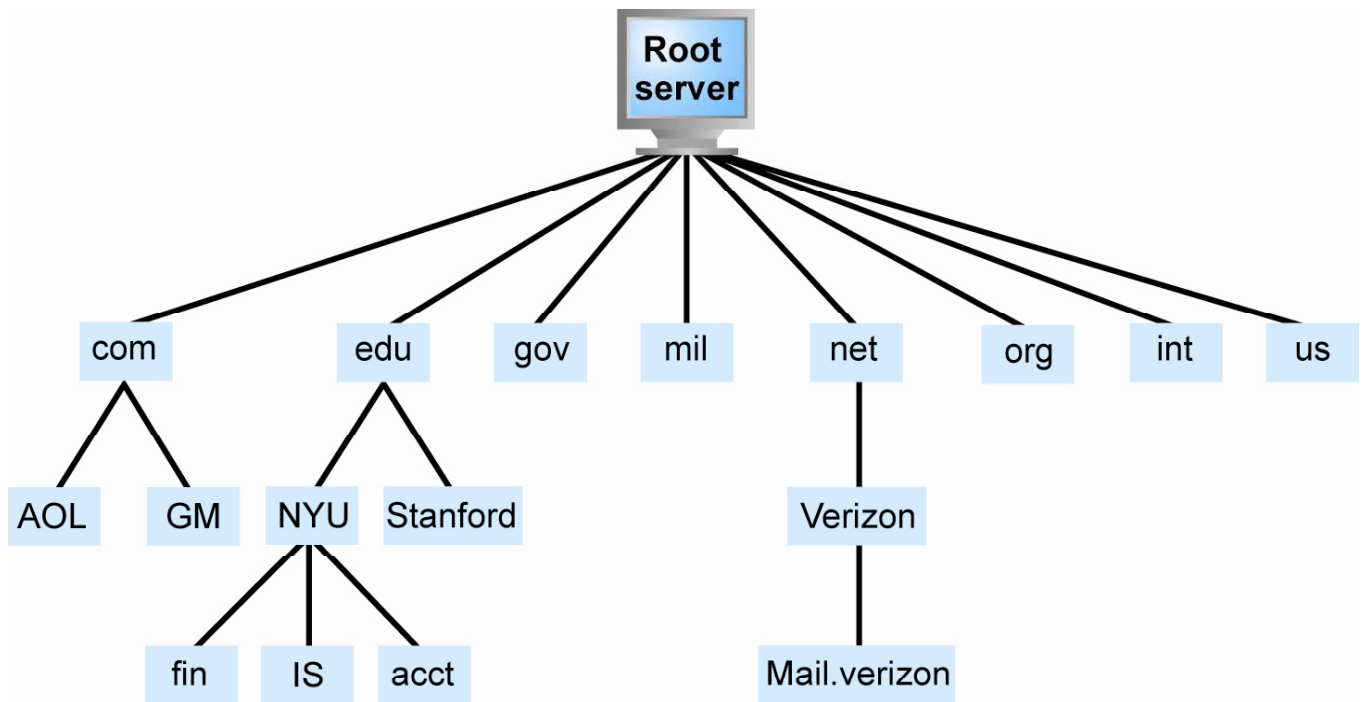 Root
server
com
edu
gov
mil
net
org
int
us
AOL
GM
NYU
Stanford
Verizon
fin
IS
acct
Mail.verizon